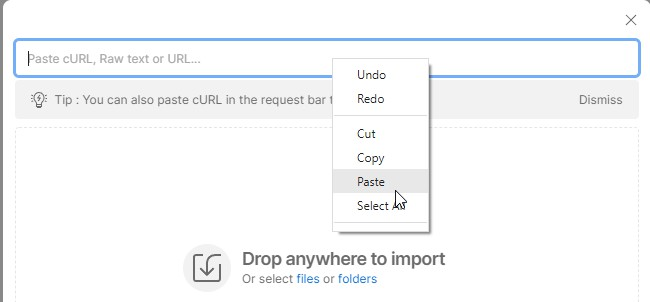 Paste cURL, Raw text or URL...
Tip : You can also paste cURL in the request bar
Dismiss
Undo
Redo
Cut
Copy
Paste
Select
Drop anywhere to import
Or select files or folders